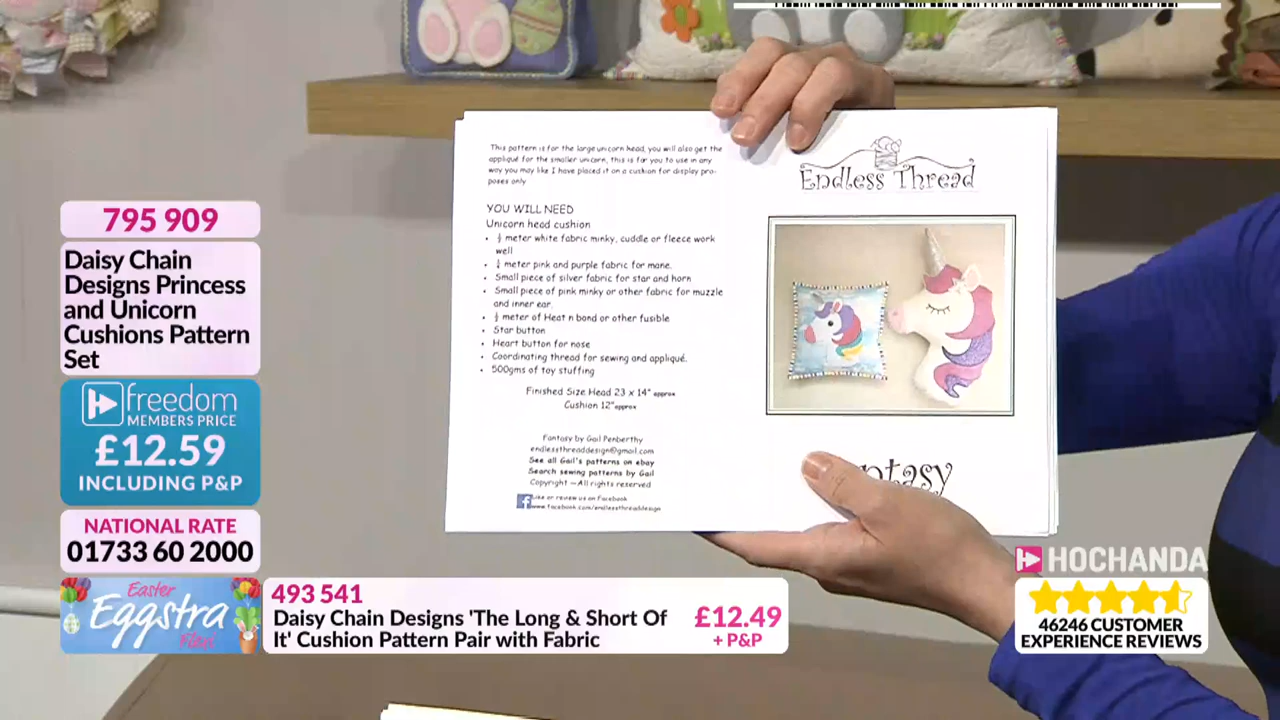 795 909
Daisy Chain
Designs Princess
and Unicorn
Cushions Pattern
Set
freedom
MEMBERS PRICE
£12.59
INCLUDING P&P
NATIONAL RATE
01733 60 2000
Easter
Eggstra
493 541
Daisy Chain Designs 'The Long & Short Of
It' Cushion Pattern Pair with Fabric
£12.49
+ P&P
HOCHANDA
46246 CUSTOMER
EXPERIENCE REVIEWS
This pattern is for the large unicorn head, you will also get the
appliqué for the smaller unicorn, this is for you to use in any
way you may like I have placed it on a cushion for display pro-
poses only
YOU WILL NEED
Unicorn head cushion
• meter white fabric minky, cuddle or fleece work
well
• meter pink and purple fabric for mane.
• Small piece of silver fabric for star and horn
• Small piece of pink minky or other fabric for muzzle
and inner ear.
• meter of Heat n bond or other fusible
• Star button
• Heart button for nose
• Coordinating thread for sewing and appliqué.
• 500gms of toy stuffing
Finished Size Head 23 x 14" approx
Cushion 12" approx
Fantasy by Gail Penberthy
endlessthreaddesign@gmail.com
See all Gail's patterns on ebay
Search sewing patterns by Gail
Copyright —All rights reserved
Like or review us on Facebook
www.facebook.com/endlessthreaddesign
Endless Thread
ntasy